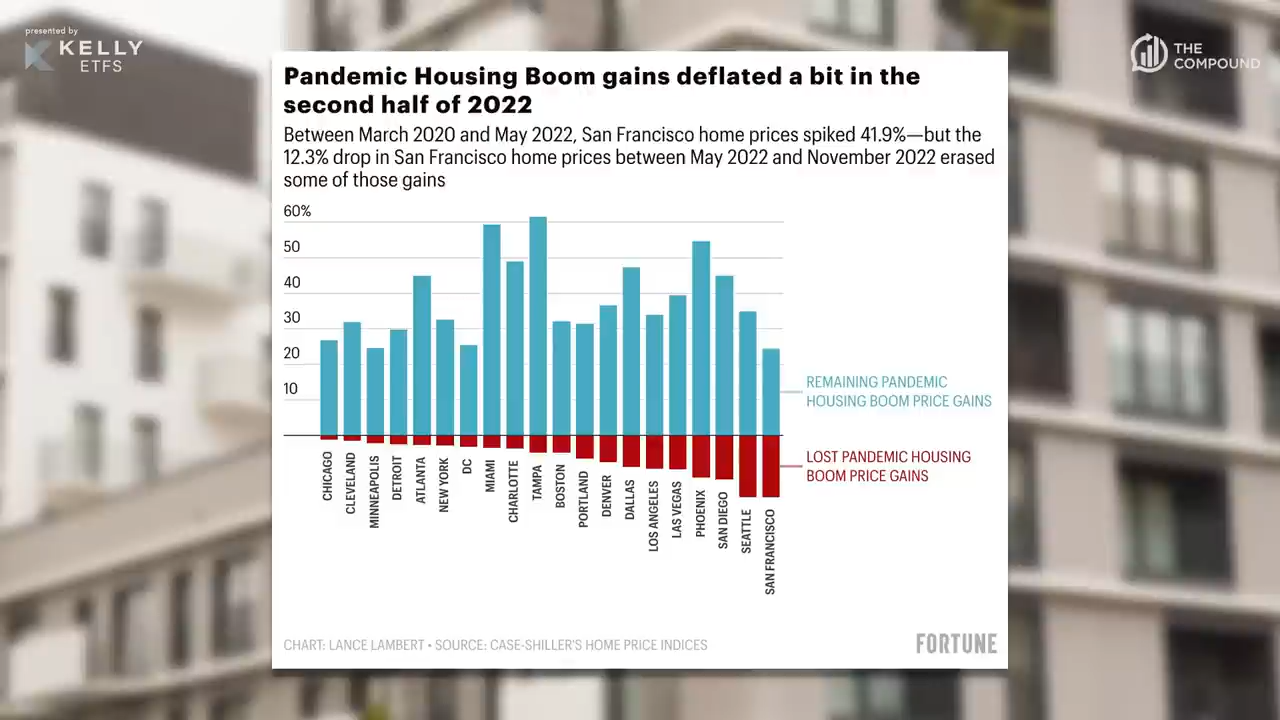 presented by
KELLY
ETFS
THE
COMPOUND
Pandemic Housing Boom gains deflated a bit in the
second half of 2022
Between March 2020 and May 2022, San Francisco home prices spiked 41.9%—but the
12.3% drop in San Francisco home prices between May 2022 and November 2022 erased
some of those gains
60%
50
40
30
20
10
REMAINING PANDEMIC
HOUSING BOOM PRICE GAINS
LOST PANDEMIC HOUSING
BOOM PRICE GAINS
CHICAGO
CLEVELAND
MINNEAPOLIS
DETROIT
ATLANTA
NEW YORK
DC
MIAMI
CHARLOTTE
TAMPA
BOSTON
PORTLAND
DENVER
DALLAS
LOS ANGELES
LAS VEGAS
PHOENIX
SAN DIEGO
SEATTLE
SAN FRANCISCO
CHART: LANCE LAMBERT • SOURCE: CASE-SHILLER'S HOME PRICE INDICES
FORTUNE